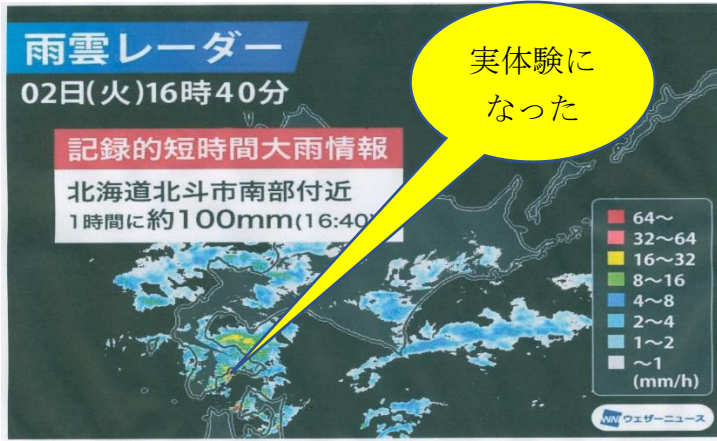 雨雲レーダー
02日(火)16時40分
実体験に
なった
記録的短時間大雨情報
北海道北斗市南部付近
1時間に約100mm(16:40)
64〜
32〜64
16〜32
8〜16
4〜8
2〜4
1〜2
〜1
(mm/h)
WNI ウェザーニュース